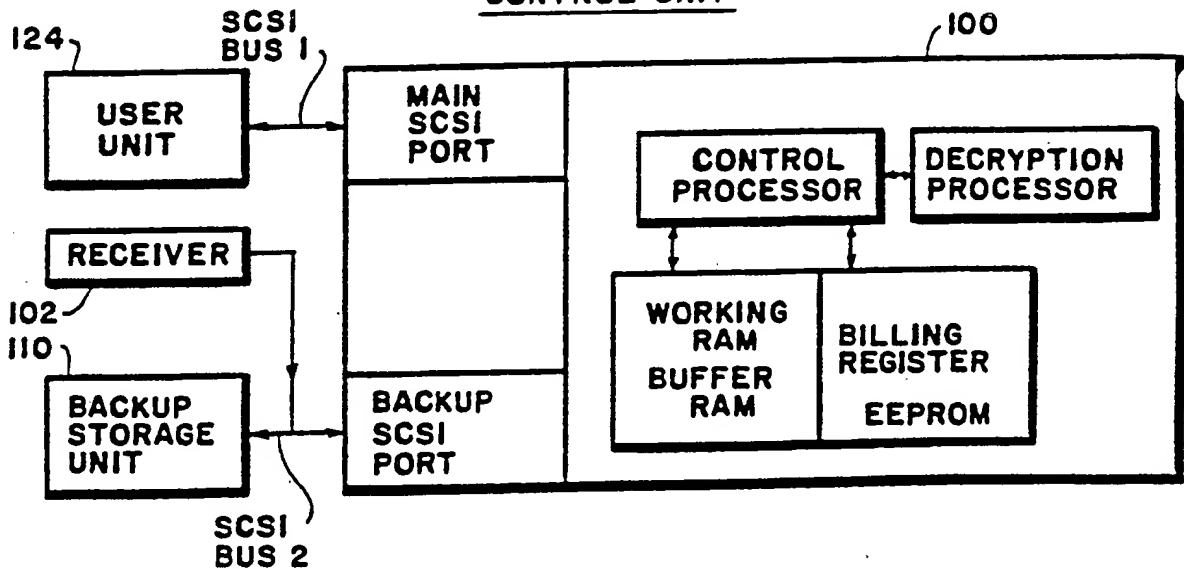 CONTROL UNIT
SCSI
BUS 1
124
100
USER
UNIT
MAIN
SCSI
PORT
CONTROL
PROCESSOR
DECRYPTION
PROCESSOR
RECEIVER
102
110
WORKING
RAM
BUFFER
RAM
BILLING
REGISTER
EEPROM
BACKUP
STORAGE
UNIT
BACKUP
SCSI
PORT
SCSI
BUS 2